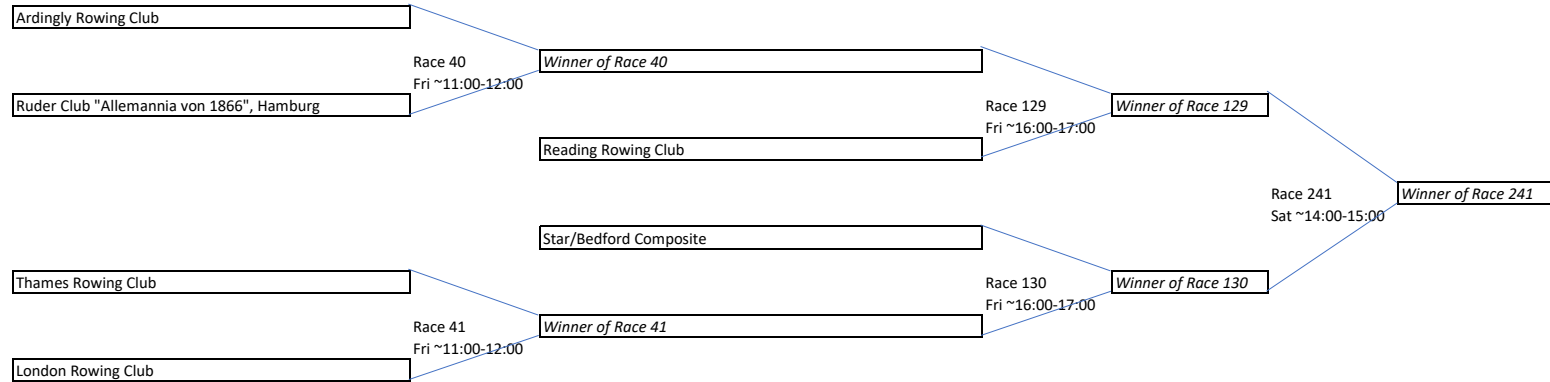 Ardingly Rowing Club
Race 40
Fri ~11:00-12:00
Winner of Race 40
Ruder Club "Allemannia von 1866", Hamburg
Race 129
Fri ~16:00-17:00
Winner of Race 129
Reading Rowing Club
Race 241
Sat ~14:00-15:00
Winner of Race 241
Star/Bedford Composite
Thames Rowing Club
Race 130
Fri ~16:00-17:00
Winner of Race 130
Race 41
Fri ~11:00-12:00
Winner of Race 41
London Rowing Club